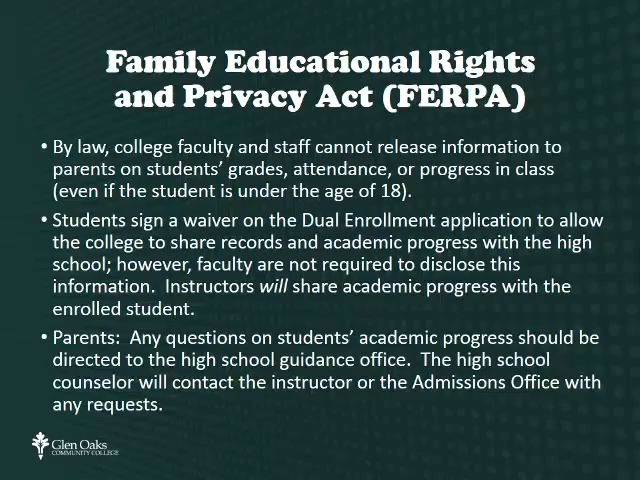 Family Educational Rights
and Privacy Act (FERPA)
• By law, college faculty and staff cannot release information to
parents on students’ grades, attendance, or progress in class
(even if the student is under the age of 18).
• Students sign a waiver on the Dual Enrollment application to allow
the college to share records and academic progress with the high
school; however, faculty are not required to disclose this
information.  Instructors will share academic progress with the
enrolled student.
• Parents:  Any questions on students’ academic progress should be
directed to the high school guidance office.  The high school
counselor will contact the instructor or the Admissions Office with
any requests.
Glen Oaks
COMMUNITY COLLEGE